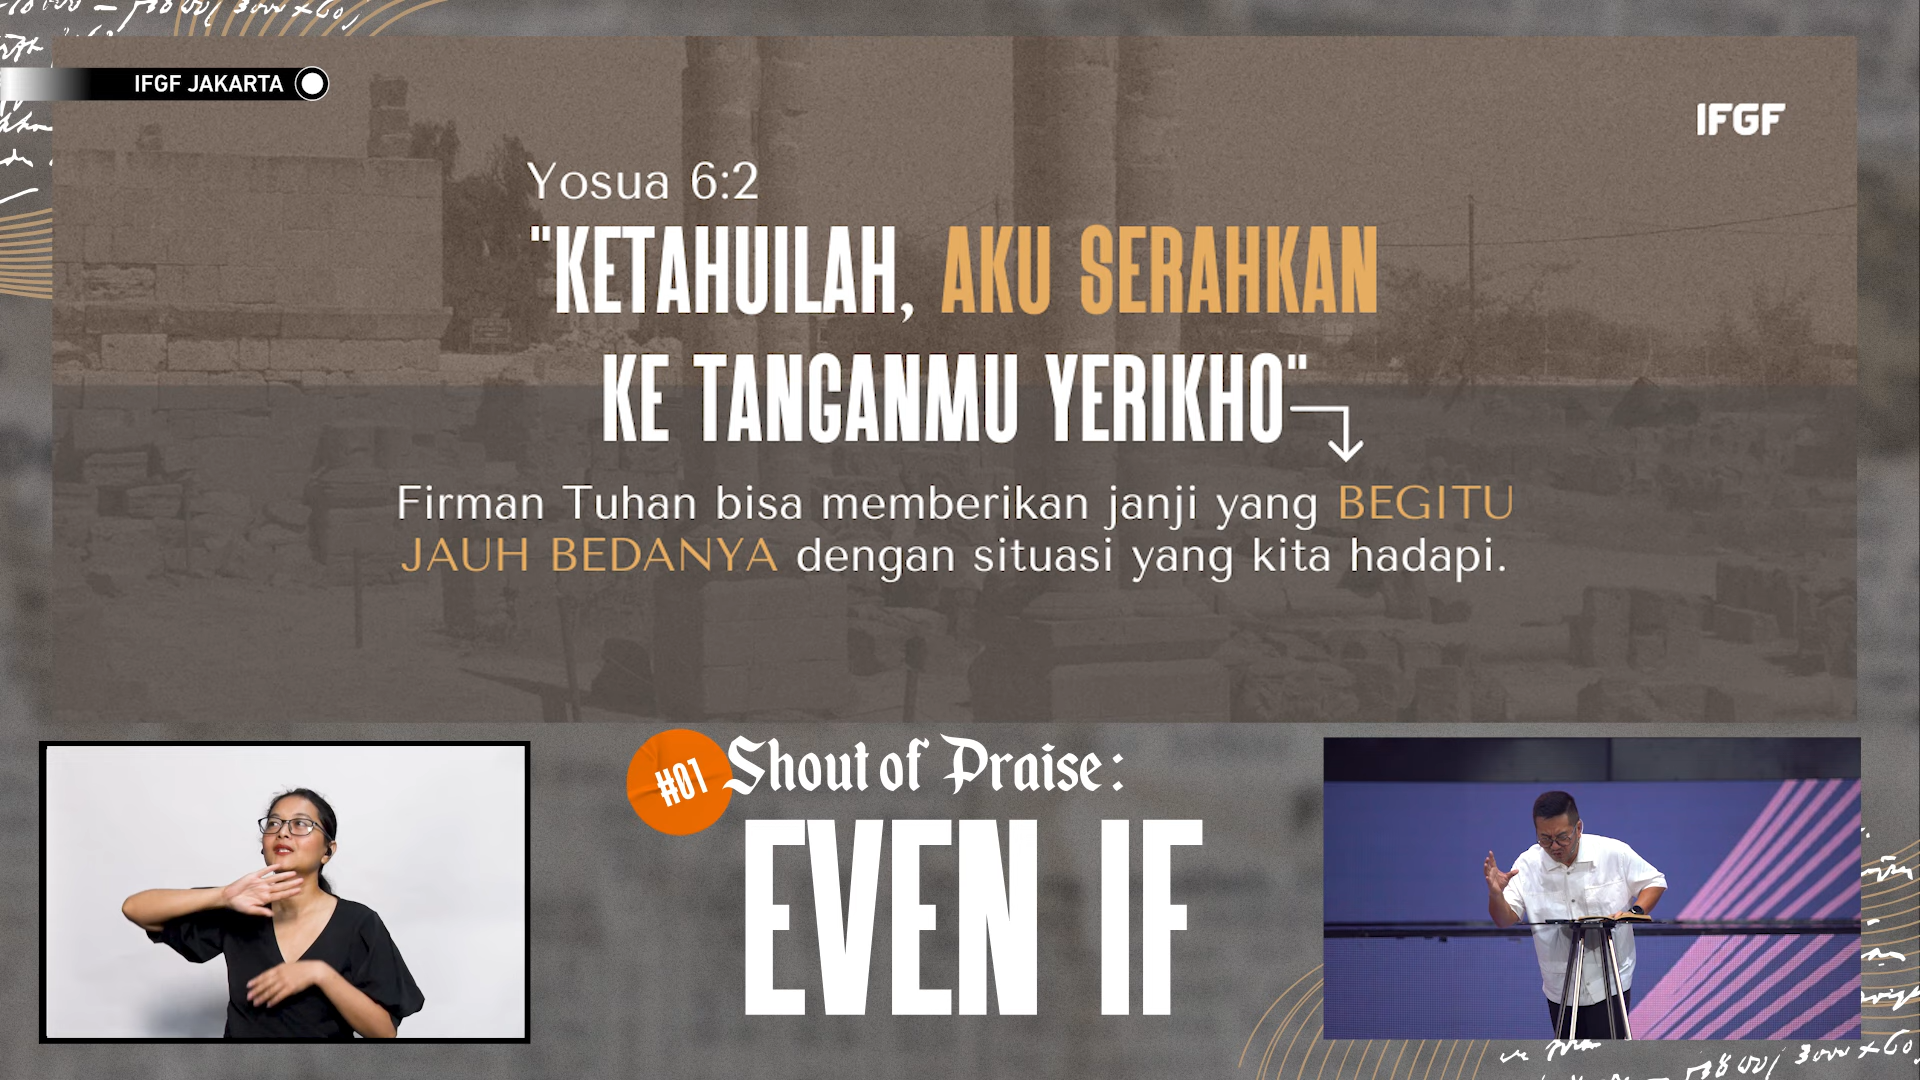 IFGF JAKARTA
IFGF
Yosua 6:2
"KETAHUILAH, AKU SERAHKAN
KE TANGANMU YERIKHO"
Firman Tuhan bisa memberikan janji yang BEGITU
JAUH BEDANYA dengan situasi yang kita hadapi.
#01
Shout of Praise:
EVEN IF